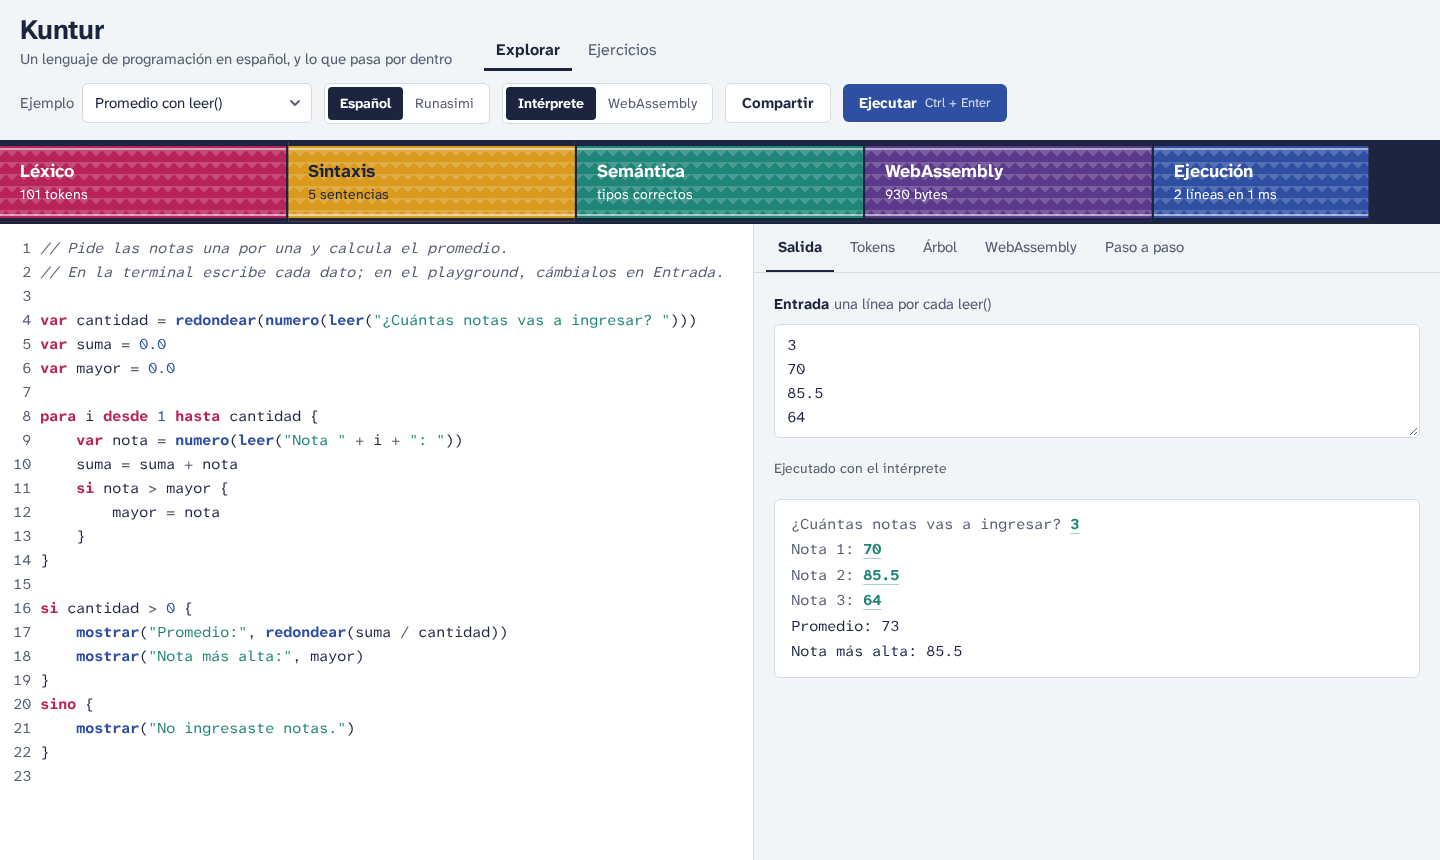 Kuntur
Un lenguaje de programación en español, y lo que pasa por dentro
Explorar Ejercicios
Ejemplo Promedio con leer() Español Runasimi Intérprete WebAssembly Compartir Ejecutar Ctrl + Enter
Léxico
101 tokens
Sintaxis
5 sentencias
Semántica
tipos correctos
WebAssembly
930 bytes
Ejecución
2 líneas en 1 ms
1 // Pide las notas una por una y calcula el promedio.
2 // En la terminal escribe cada dato; en el playground, cámbialos en Entrada.
3
4 var cantidad = redondear(numero(leer("¿Cuántas notas vas a ingresar? ")))
5 var suma = 0.0
6 var mayor = 0.0
7
8 para i desde 1 hasta cantidad {
9     var nota = numero(leer("Nota " + i + ": "))
10     suma = suma + nota
11     si nota > mayor {
12         mayor = nota
13     }
14 }
15
16 si cantidad > 0 {
17     mostrar("Promedio:", redondear(suma / cantidad))
18     mostrar("Nota más alta:", mayor)
19 }
20 sino {
21     mostrar("No ingresaste notas.")
22 }
23
Salida Tokens Árbol WebAssembly Paso a paso
Entrada una línea por cada leer()
3
70
85.5
64
Ejecutado con el intérprete
¿Cuántas notas vas a ingresar? 3
Nota 1: 70
Nota 2: 85.5
Nota 3: 64
Promedio: 73
Nota más alta: 85.5